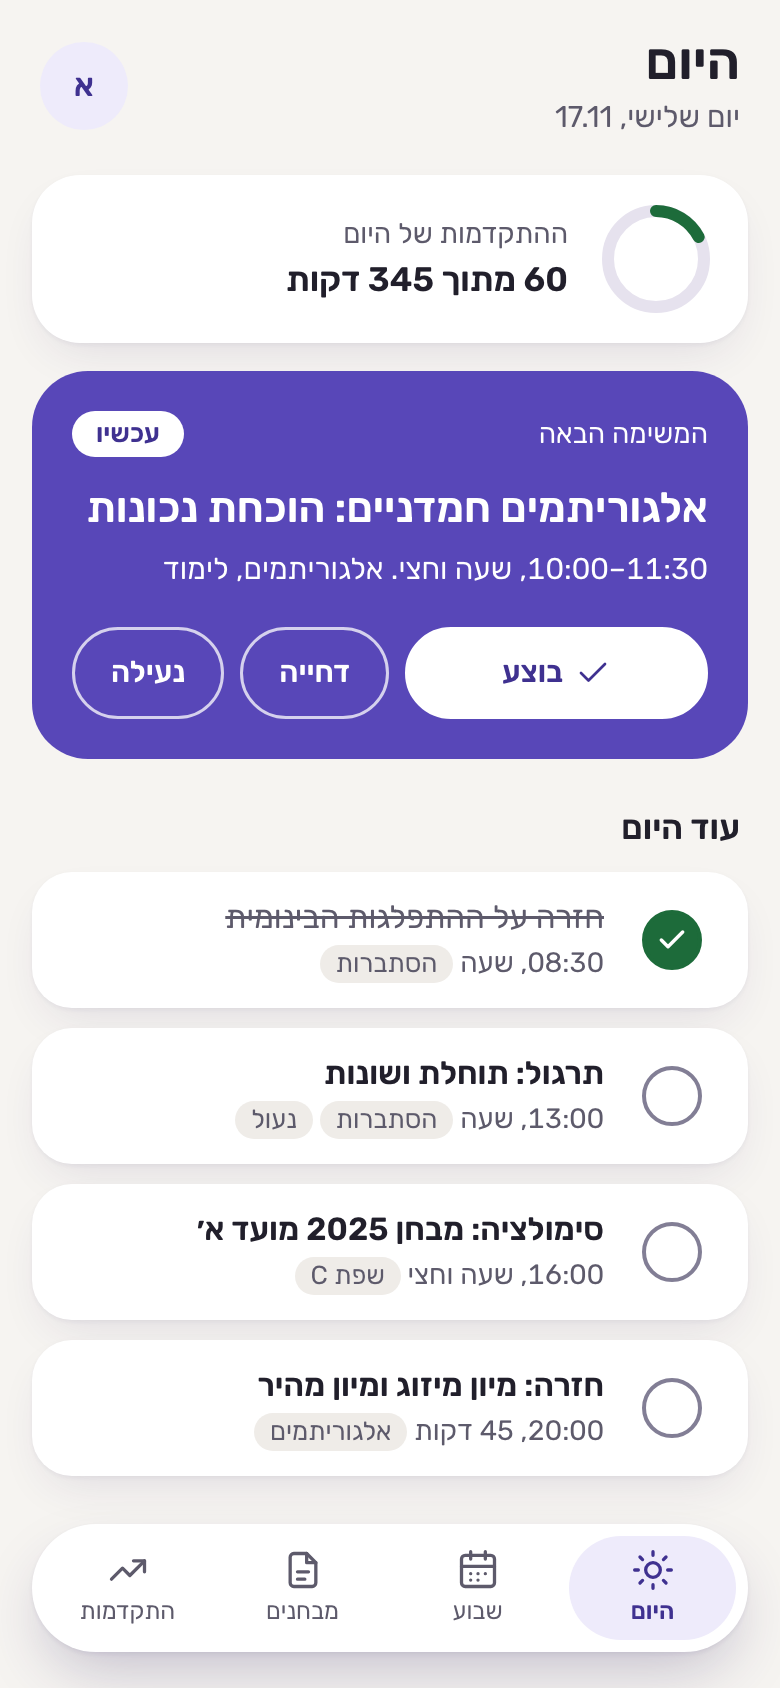 היום
א
יום שלישי, 17.11
ההתקדמות של היום
60 מתוך 345 דקות
המשימה הבאה
עכשיו
אלגוריתמים חמדניים: הוכחת נכונות
10:00–11:30, שעה וחצי. אלגוריתמים, לימוד
בוצע
דחייה
נעילה
עוד היום
חזרה על ההתפלגות הבינומית
08:30, שעה הסתברות
תרגול: תוחלת ושונות
13:00, שעה הסתברות נעול
סימולציה: מבחן 2025 מועד א׳
16:00, שעה וחצי שפת C
חזרה: מיון מיזוג ומיון מהיר
20:00, 45 דקות אלגוריתמים
היום
שבוע
מבחנים
התקדמות